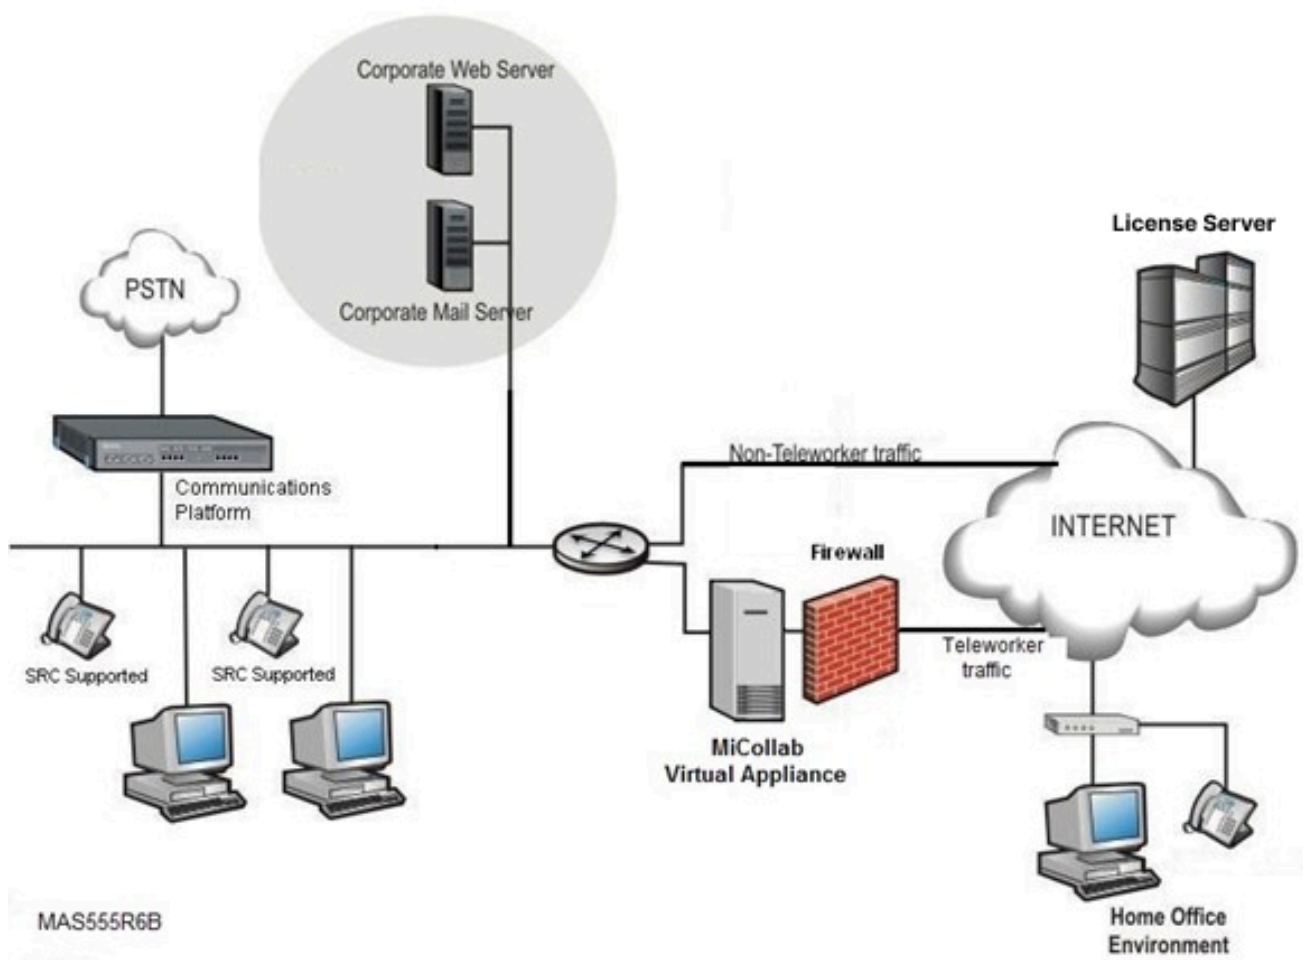 Corporate Web Server
Corporate Mail Server
PSTN
License Server
Communications
Platform
Non-Teleworker traffic
INTERNET
Firewall
Teleworker
traffic
SRC Supported
SRC Supported
MiCollab
Virtual Appliance
Home Office
Environment
MAS555R6B